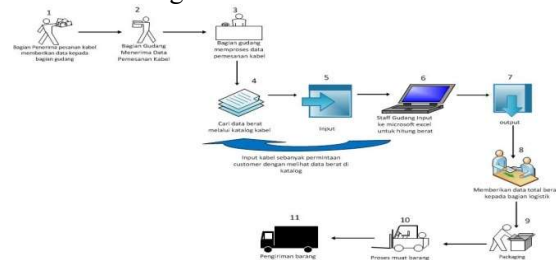 1
Bagian Penerima pesanan kabel
memberikan data kepada
bagian gudang
2
Bagian Gudang
Menerima Data
Pemesanan Kabel
3
Bagian gudang
memproses data
pemesanan kabel
4
Cari data berat
melalui katalog kabel
5
Input
6
Staff Gudang Input
ke microsoft excel
untuk hitung berat
7
output
Input kabel sebanyak permintaan
customer dengan melihat data berat di
katalog
8
Memberikan data total bera
kepada bagian logistik
9
Packaging
10
Proses muat barang
11
Pengiriman barang